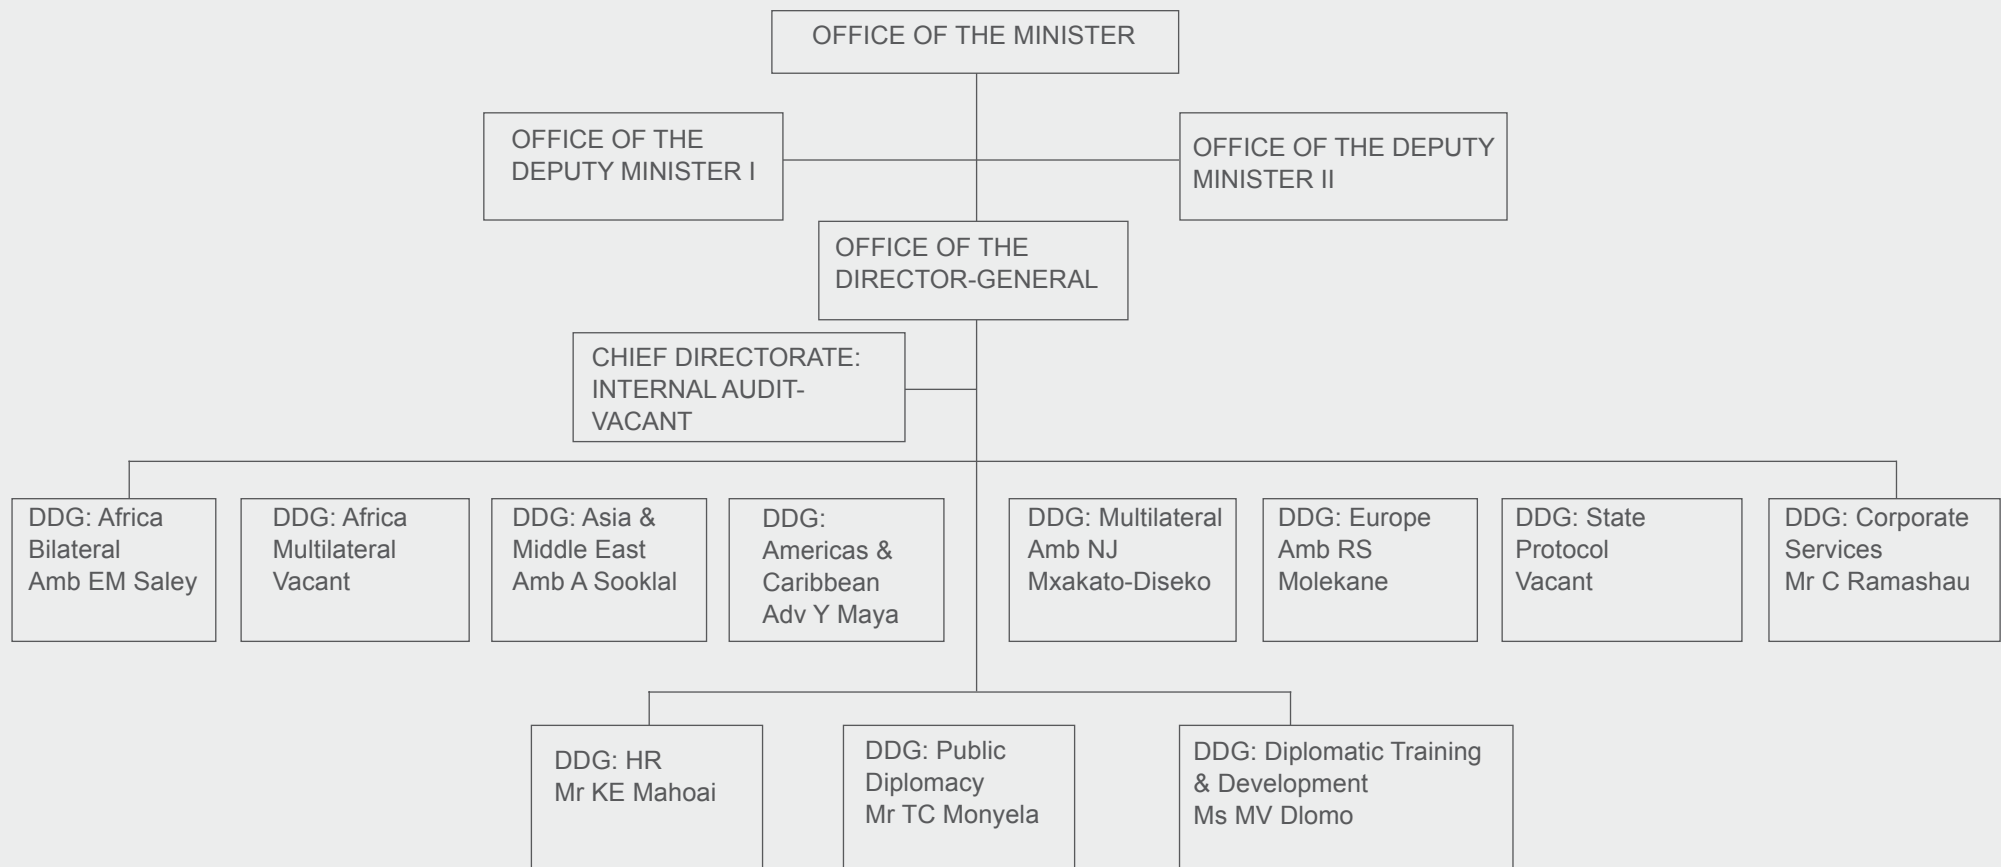 OFFICE OF THE MINISTER
OFFICE OF THE
DEPUTY MINISTER I
OFFICE OF THE DEPUTY
MINISTER II
OFFICE OF THE
DIRECTOR-GENERAL
CHIEF DIRECTORATE:
INTERNAL AUDIT-
VACANT
DDG: Africa
Bilateral
Amb EM Saley
DDG: Africa
Multilateral
Vacant
DDG: Asia &
Middle East
Amb A Sooklal
DDG:
Americas &
Caribbean
Adv Y Maya
DDG: Multilateral
Amb NJ
Mxakato-Diseko
DDG: Europe
Amb RS
Molekane
DDG: State
Protocol
Vacant
DDG: Corporate
Services
Mr C Ramashau
DDG: HR
Mr KE Mahoai
DDG: Public
Diplomacy
Mr TC Monyela
DDG: Diplomatic Training
& Development
Ms MV Dlomo